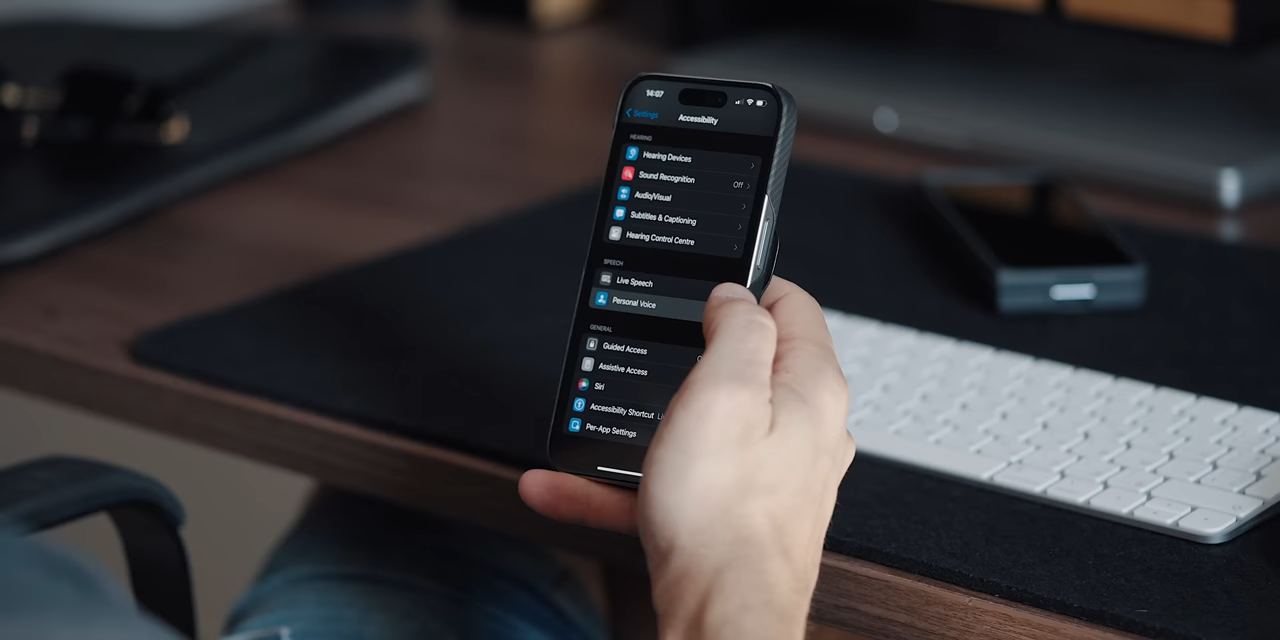 14:07
Settings
Accessibility
HEARING
Hearing Devices
Sound Recognition Off
Audio/Visual
Subtitles & Captioning
Hearing Control Centre
SPEECH
Live Speech
Personal Voice
GENERAL
Guided Access
Assistive Access
Siri
Accessibility Shortcut
Per-App Settings